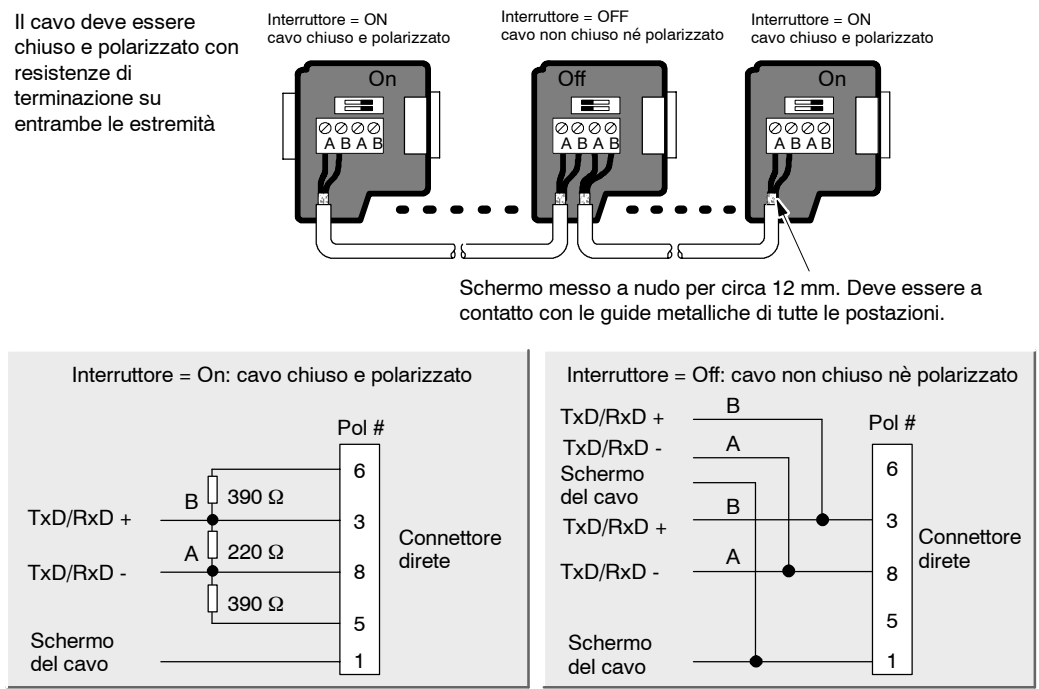 Il cavo deve essere
chiuso e polarizzato con
resistenze di
terminazione su
entrambe le estremità
Interruttore = ON
cavo chiuso e polarizzato
Interruttore = OFF
cavo non chiuso né polarizzato
Interruttore = ON
cavo chiuso e polarizzato
On
A B A B
Off
A B A B
On
A B A B
Schermo messo a nudo per circa 12 mm. Deve essere a
contatto con le guide metalliche di tutte le postazioni.
Interruttore = On: cavo chiuso e polarizzato
Pol #
6
390 Ω
B
TxD/RxD +
3
A
220 Ω
Connettore
direte
TxD/RxD -
8
390 Ω
5
Schermo
del cavo
1
Interruttore = Off: cavo non chiuso nè polarizzato
TxD/RxD +
B
Pol #
TxD/RxD -
A
Schermo
del cavo
6
TxD/RxD +
B
3
Connettore
direte
TxD/RxD -
A
8
5
Schermo
del cavo
1